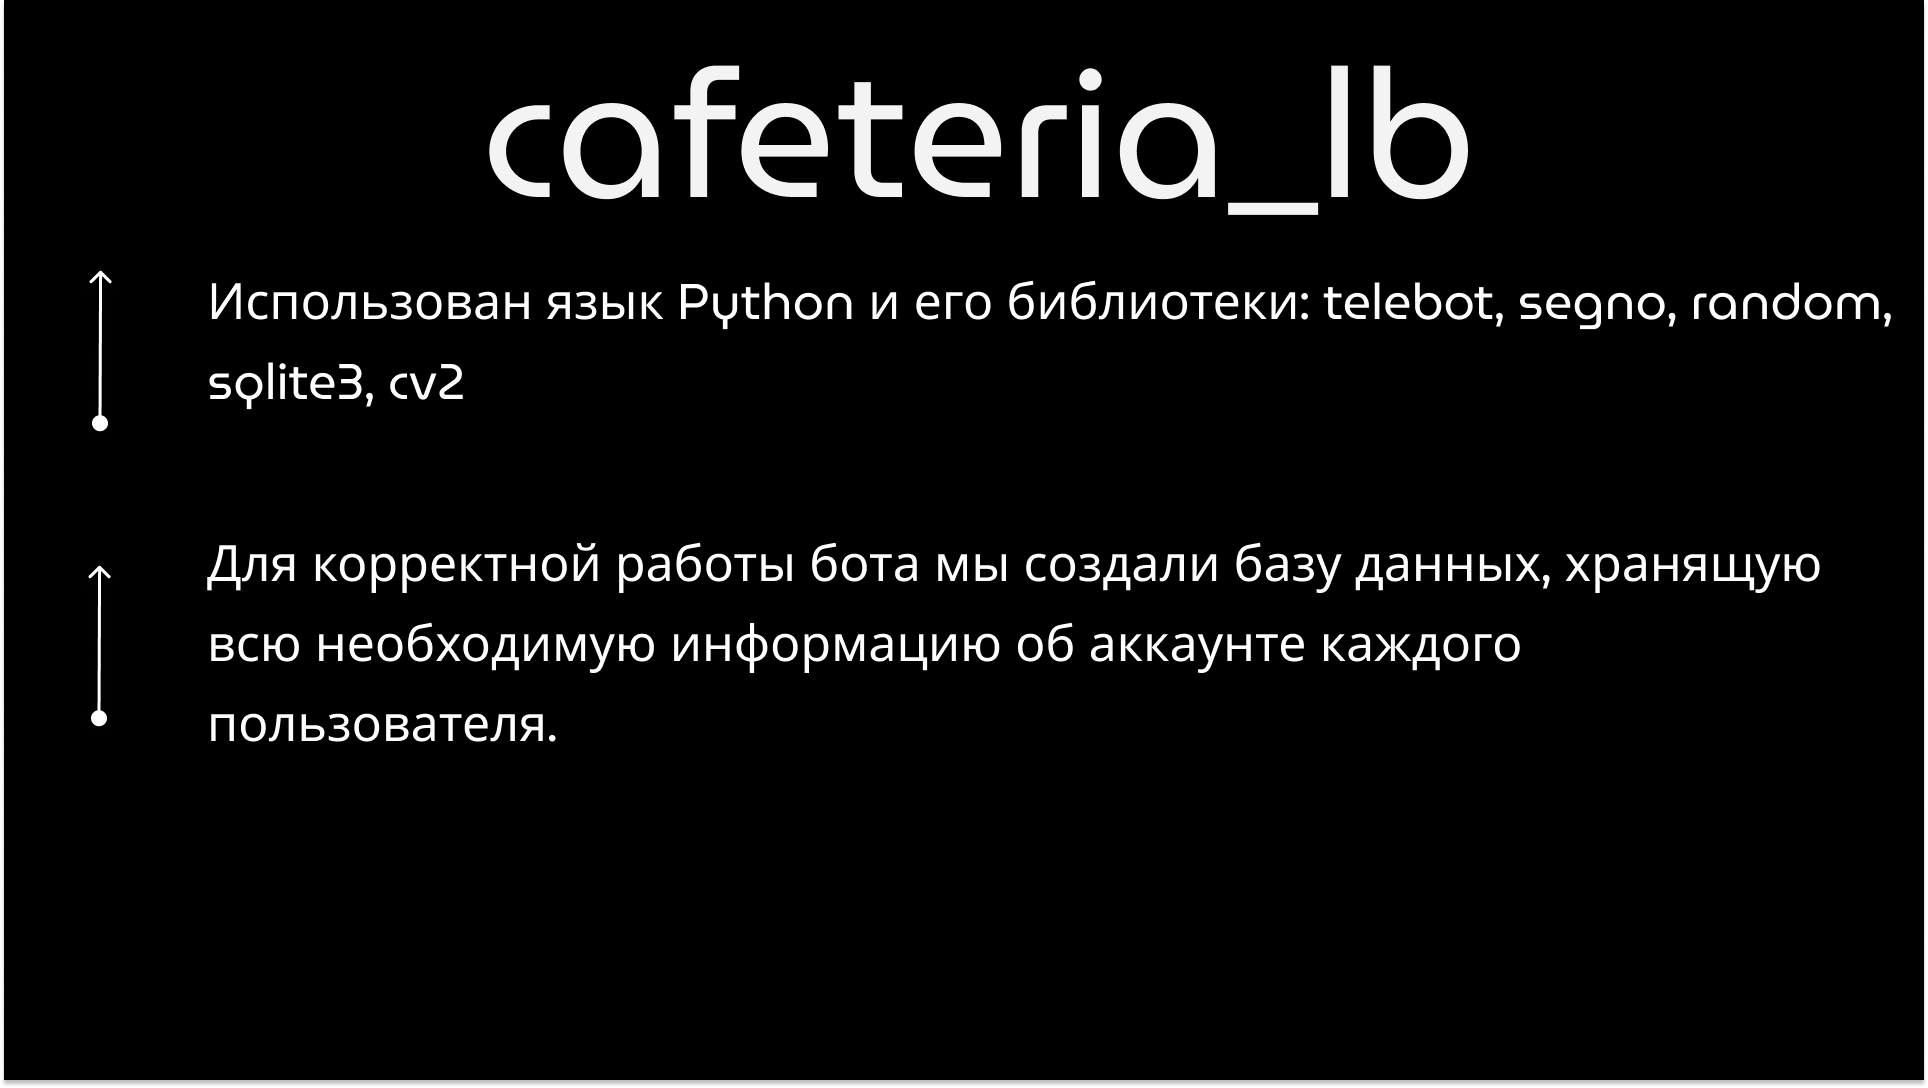 cafeteria_lb
Использован язык Python и его библиотеки: telebot, segno, random,
sqlite3, cv2
Для корректной работы бота мы создали базу данных, хранящую
всю необходимую информацию об аккаунте каждого
пользователя.